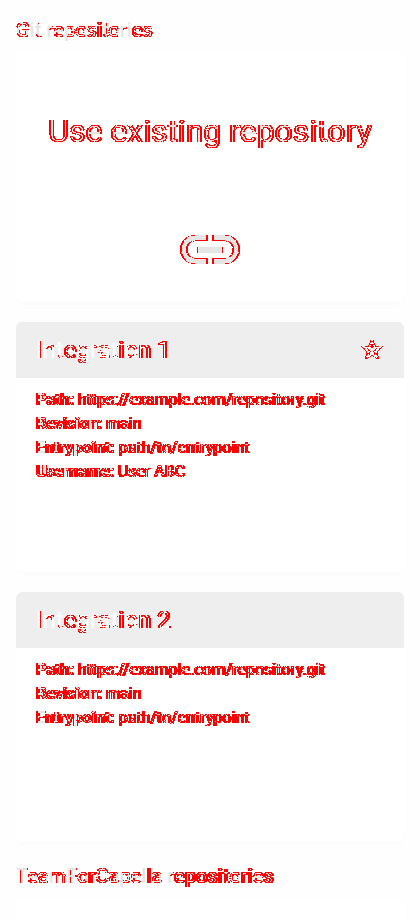 Git repositories
Use existing repository
Integration 1
Path: https://example.com/repository.git
Revision: main
Entrypoint: path/to/entrypoint
Username: User ABC
Integration 2
Path: https://example.com/repository.git
Revision: main
Entrypoint: path/to/entrypoint
TeamForCapella repositories